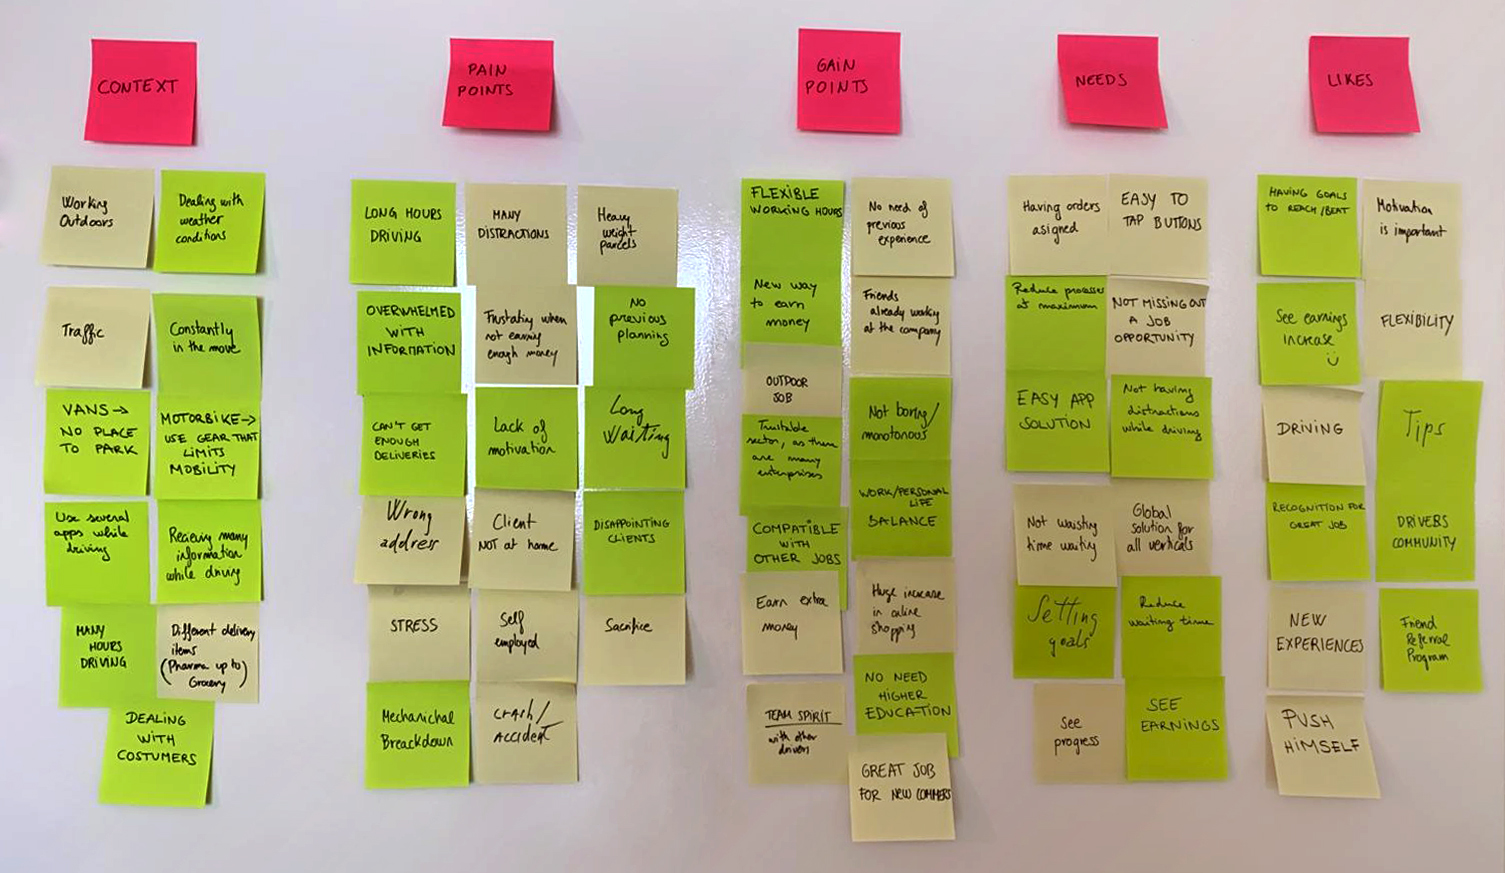 CONTEXT
Working
Outdoors
Dealing with
weather
conditions
Traffic
Constantly
in the move
VANS →
NO PLACE
TO PARK
MOTORBIKE →
USE GEAR THAT
LIMITS
MOBILITY
Use several
apps while
driving
Recieving many
information
while driving
MANY
HOURS
DRIVING
Different delivery
items
(Pharma up to)
Grocery
DEALING
WITH
COSTUMERS
PAIN
POINTS
LONG HOURS
DRIVING
MANY
DISTRACTIONS
Heavy
weight
parcels
OVERWHELMED
WITH
INFORMATION
when
not earning
enough money
No
previous
planning
CAN'T GET
ENOUGH
DELIVERIES
Lack of
motivation
Long
Waiting
Wrong
address
Client
NOT at home
DISAPPOINTING
CLIENTS
STRESS
Self
employed
Sacrifice
Mechanichal
Breackdown
CRASH/
ACCIDENT
GAIN
POINTS
FLEXIBLE
WORKING HOURS
No need of
previous
experience
New way
to earn
money
Friends
already working
at the company
OUTDOOR
JOB
Not boring/
monotonous
sector, as there
are many
enterprises
WORK/PERSONAL
LIFE
BALANCE
COMPATIBLE
WITH
OTHER JOBS
Earn extra
money
Huge increase
in online
shopping
NO NEED
HIGHER
EDUCATION
TEAM SPIRIT
with other
drivers
GREAT JOB
FOR NEW COMMERS
NEEDS
Having orders
asigned
EASY TO
TAP BUTTONS
Reduce processes
at maximum
NOT MISSING OUT
A JOB
OPPORTUNITY
EASY APP
SOLUTION
Not having
distractions
while driving
Not waisting
time waitig
Global
solution for
all verticals
Setting
goals
Reduce
waiting time
See
progress
SEE
EARNINGS
LIKES
HAVING GOALS
TO REACH/BEAT
Motivation
is important
See earnings
increase
FLEXIBILITY
DRIVING
Tips
RECOGNITION FOR
GREAT JOB
DRIVERS
COMMUNITY
NEW
EXPERIENCES
Friend
Referral
Program
PUSH
HIMSELF